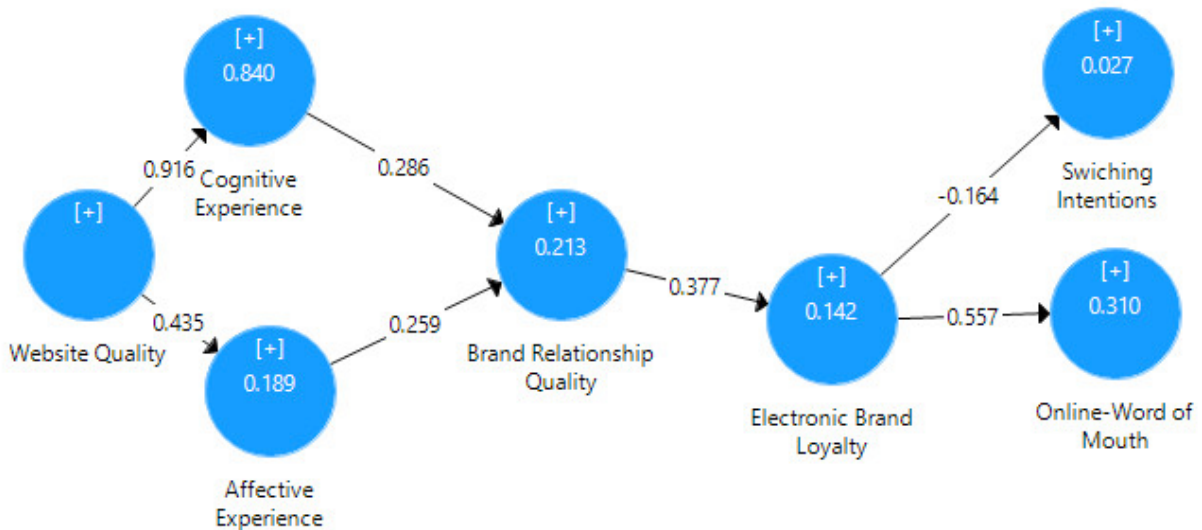 [+]
0.840
Cognitive
Experience
0.916
0.286
[+]
Website Quality
0.435
[+]
0.189
Affective
Experience
0.259
[+]
0.213
Brand Relationship
Quality
0.377
[+]
0.142
Electronic Brand
Loyalty
-0.164
[+]
0.027
Swiching
Intentions
0.557
[+]
0.310
Online-Word of
Mouth